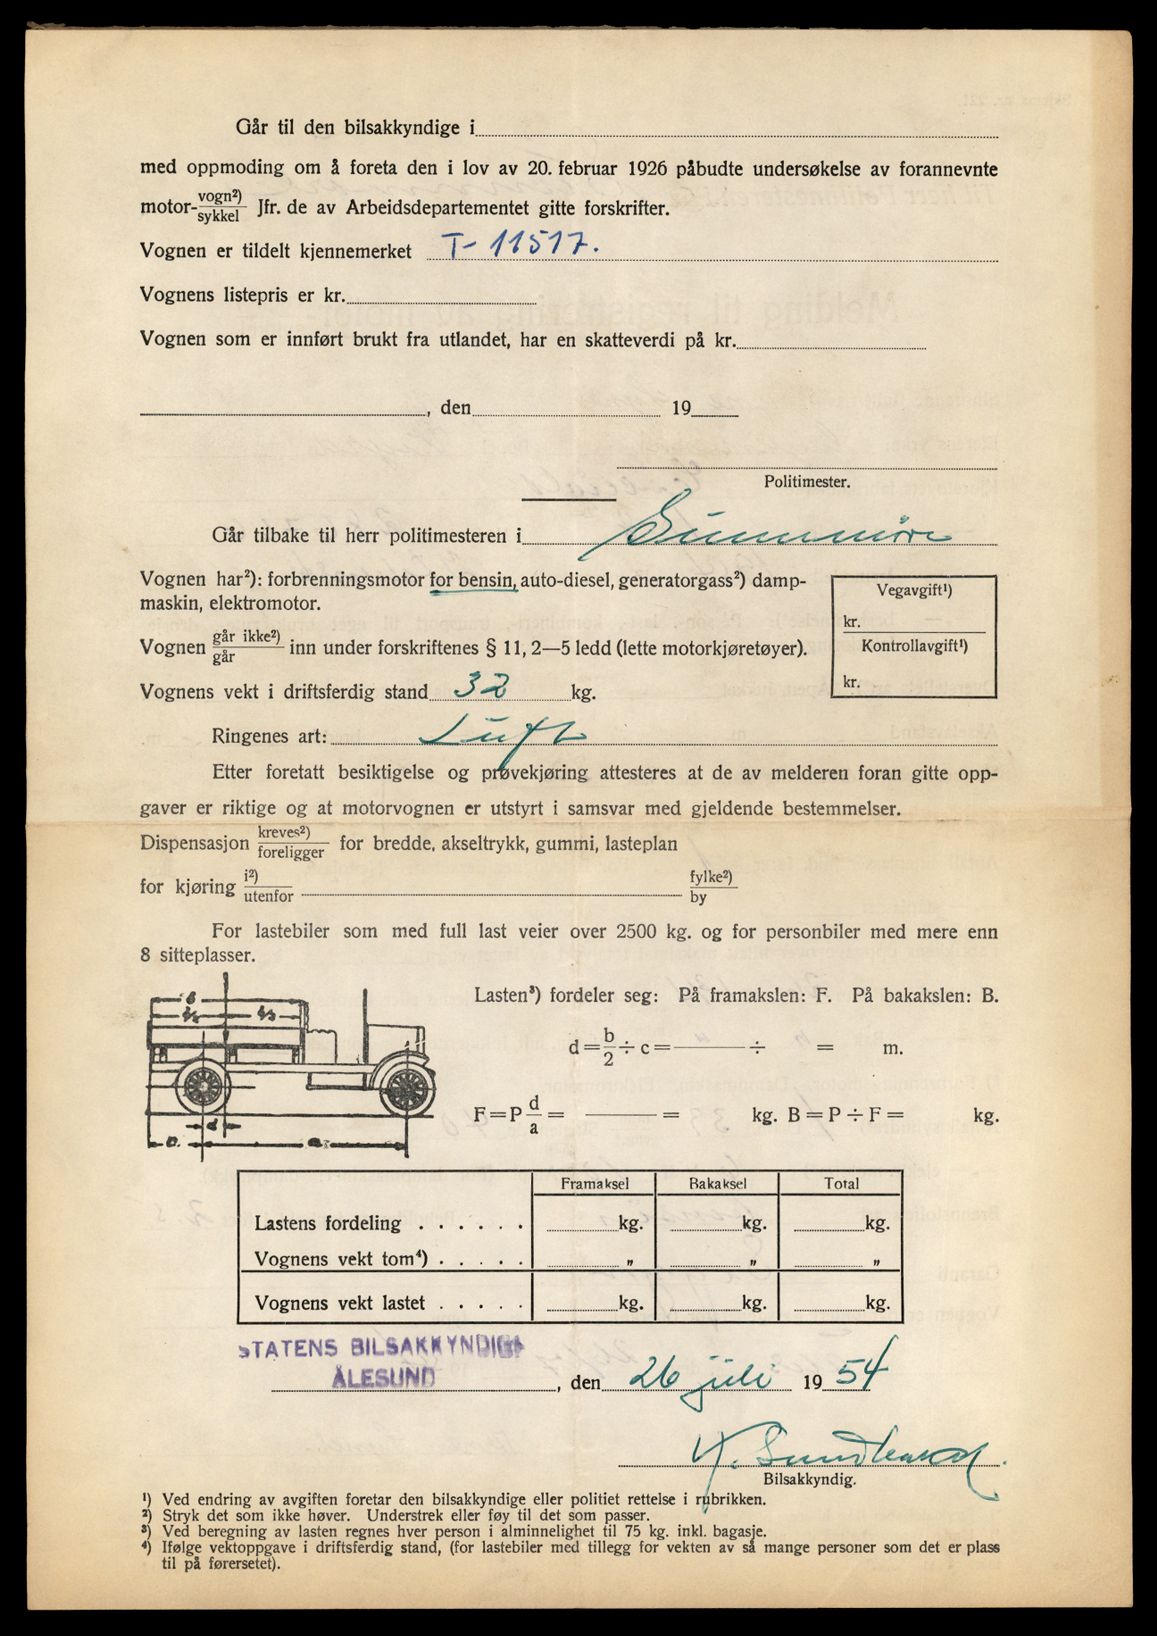 Går til den bilsakkyndige i
med oppmoding om å foreta den i lov av 20. februar 1926 påbudte undersøkelse av forannevnte
motor-vogn²)/sykkel Jfr. de av Arbeidsdepartementet gitte forskrifter.
Vognen er tildelt kjennemerket T- 11517.
Vognens listepris er kr.
Vognen som er innført brukt fra utlandet, har en skatteverdi på kr.
, den 19
Politimester.
Går tilbake til herr politimesteren i Sunnmøre
Vognen har²): forbrenningsmotor for bensin, auto-diesel, generatorgass²) damp-
maskin, elektromotor.
Vegavgift¹)
kr.
Kontrollavgift¹)
kr.
Vognen går ikke²)/går inn under forskriftenes § 11, 2—5 ledd (lette motorkjøretøyer).
Vognens vekt i driftsferdig stand 32 kg.
Ringenes art: Luft
Etter foretatt besiktigelse og prøvekjøring attesteres at de av melderen foran gitte opp-
gaver er riktige og at motorvognen er utstyrt i samsvar med gjeldende bestemmelser.
Dispensasjon kreves²)/foreligger for bredde, akseltrykk, gummi, lasteplan
for kjøring i²)/utenfor fylke²)/by
For lastebiler som med full last veier over 2500 kg. og for personbiler med mere enn
8 sitteplasser.
Lasten³) fordeler seg: På framakslen: F. På bakakslen: B.
d = b/2 ÷ c = ÷ = m.
F = P d/a = = kg. B = P ÷ F = kg.
Framaksel Bakaksel Total
Lastens fordeling . . . . . . kg. kg. kg.
Vognens vekt tom⁴) . . . . . „ „ „
Vognens vekt lastet . . . . . kg. kg. kg.
STATENS BILSAKKYNDIGE
ÅLESUND , den 26 juli 1954
K. Sundbakk.
Bilsakkyndig.
¹) Ved endring av avgiften foretar den bilsakkyndige eller politiet rettelse i rubrikken.
²) Stryk det som ikke høver. Understrek eller føy til det som passer.
³) Ved beregning av lasten regnes hver person i alminnelighet til 75 kg. inkl. bagasje.
⁴) Ifølge vektoppgave i driftsferdig stand, (for lastebiler med tillegg for vekten av så mange personer som det er plass
til på førersetet).